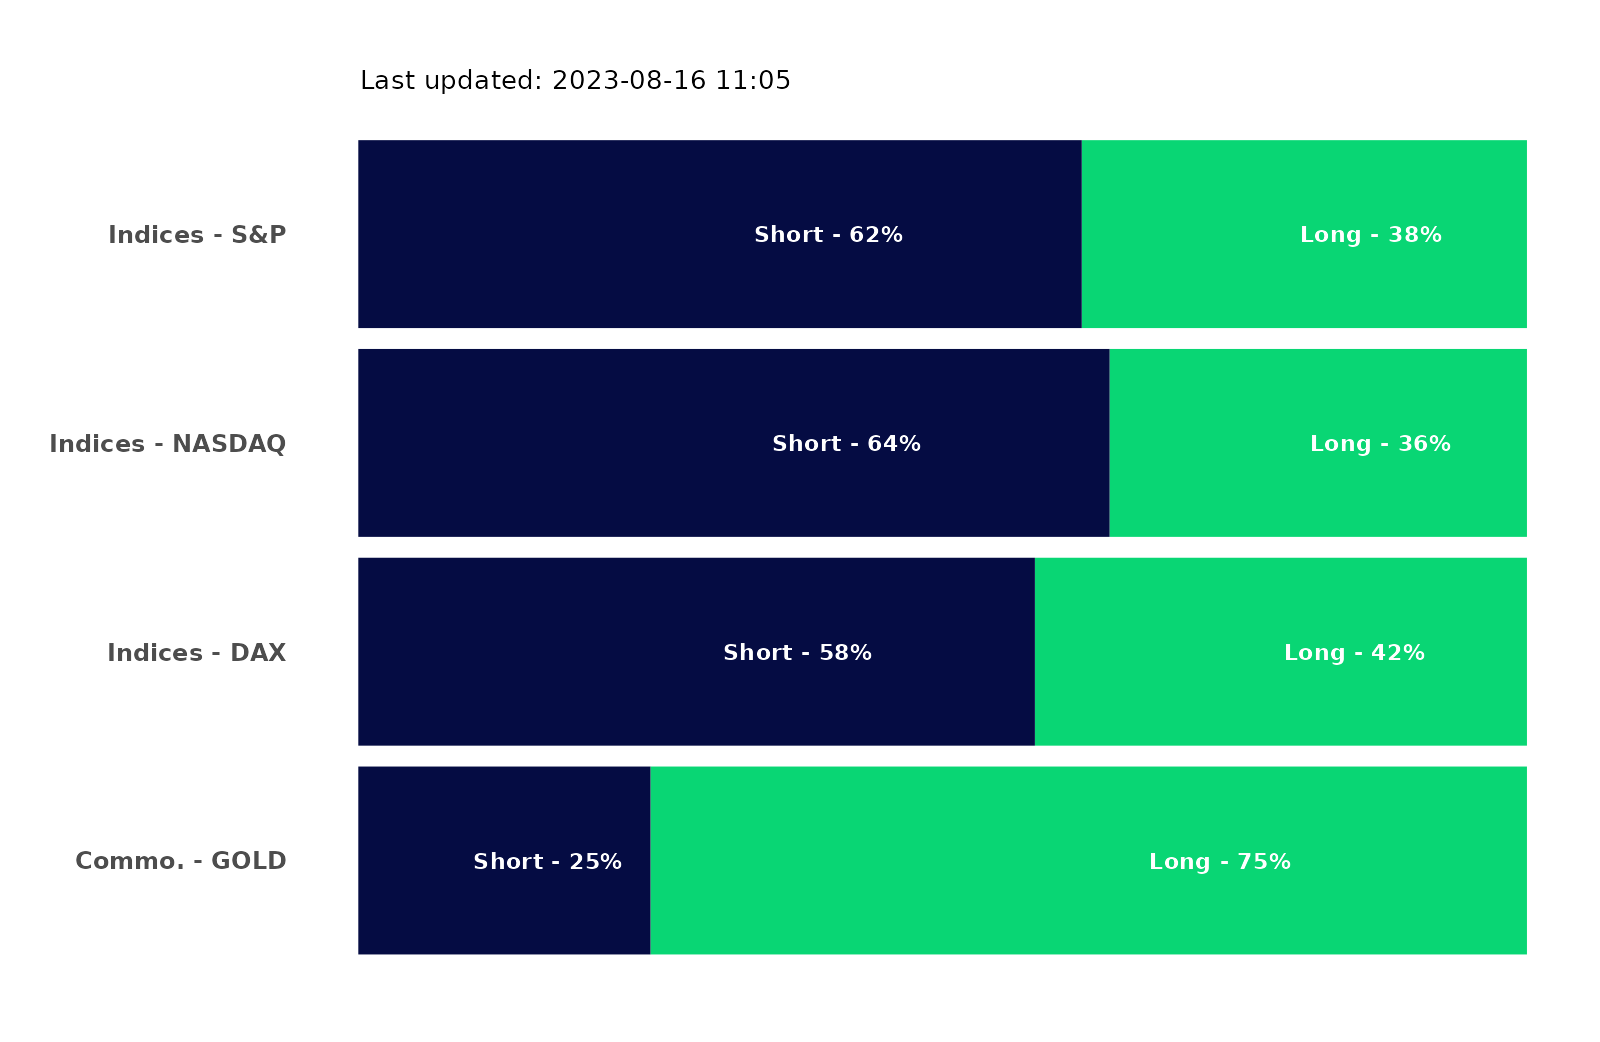 Last updated: 2023-08-16 11:05
Indices - S&P Short - 62% Long - 38%
Indices - NASDAQ Short - 64% Long - 36%
Indices - DAX Short - 58% Long - 42%
Commo. - GOLD Short - 25% Long - 75%